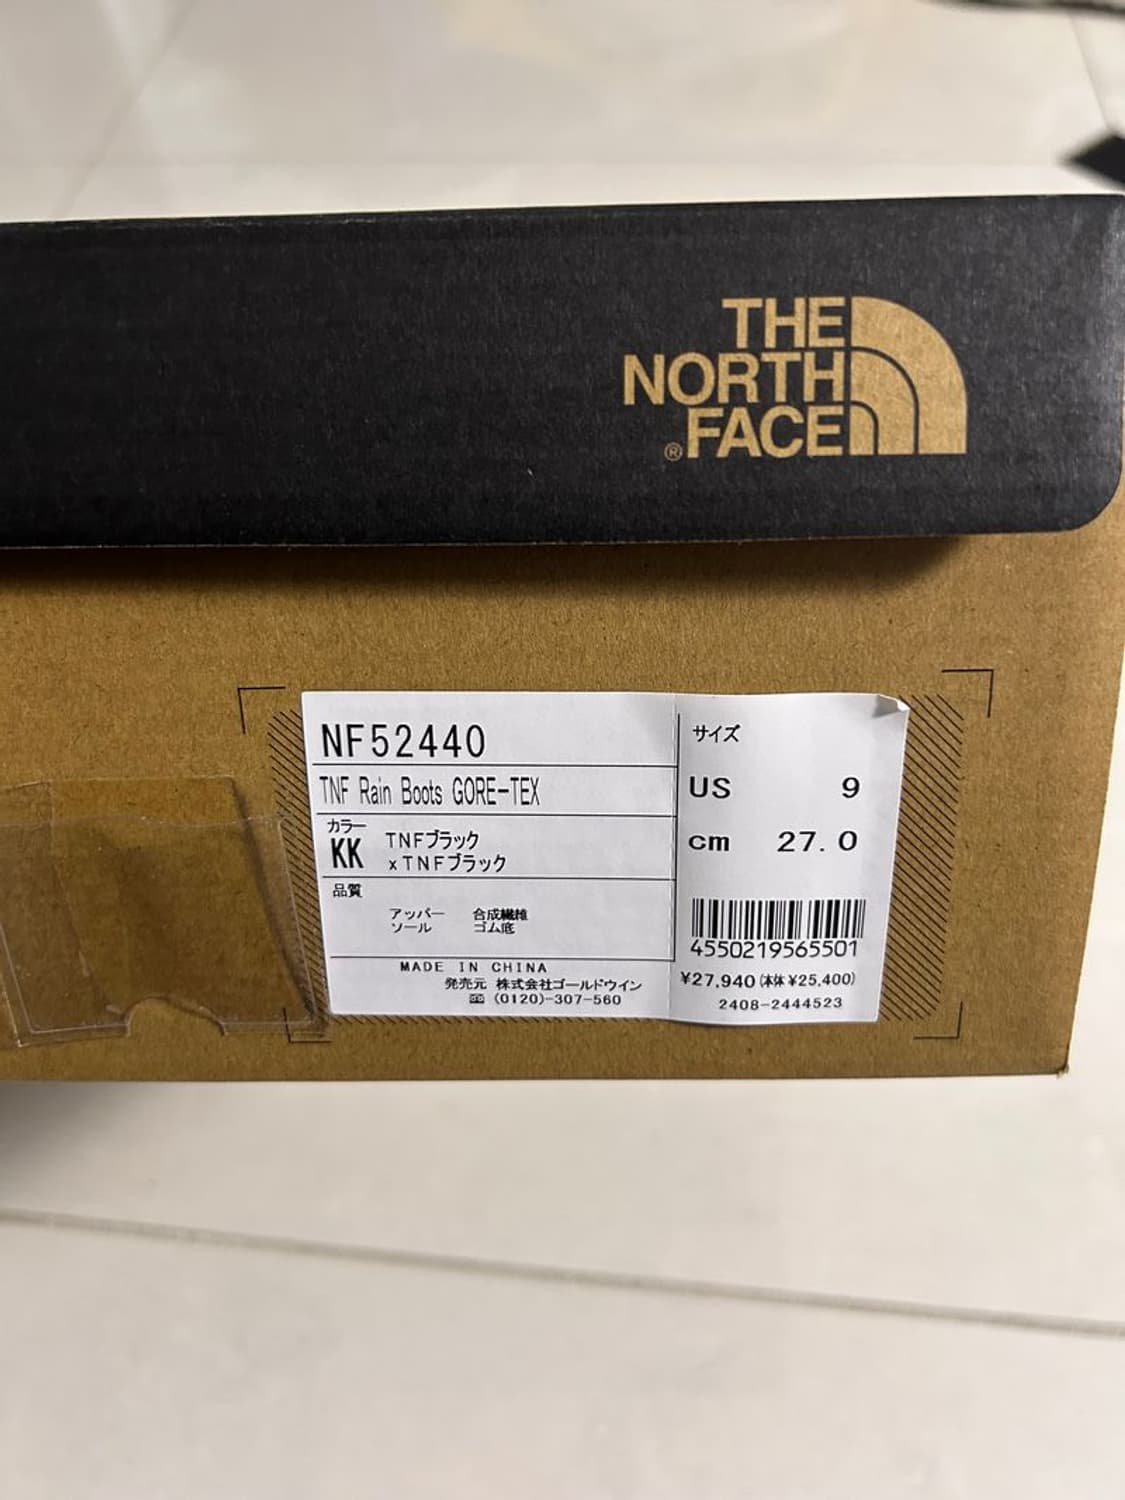 THE
NORTH
FACE
®
NF52440
TNF Rain Boots GORE-TEX
カラー
KK TNFブラック
xTNFブラック
品質
アッパー 合成繊維
ソール ゴム底
MADE IN CHINA
発売元 株式会社ゴールドウイン
(0120)-307-560
サイズ
US 9
cm 27.0
4550219565501
¥27,940(本体¥25,400)
2408-2444523